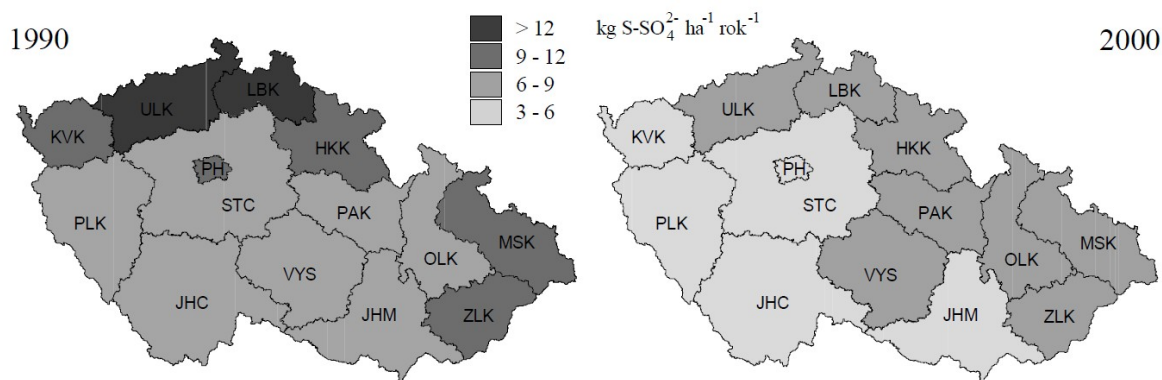 1990
> 12
9 - 12
6 - 9
3 - 6
kg S-SO₄²⁻ ha⁻¹ rok⁻¹
2000
ULK
LBK
KVK
HKK
PH
STC
PLK
PAK
MSK
OLK
VYS
JHC
JHM
ZLK
LBK
ULK
KVK
HKK
PH
STC
PAK
PLK
MSK
OLK
VYS
JHC
JHM
ZLK